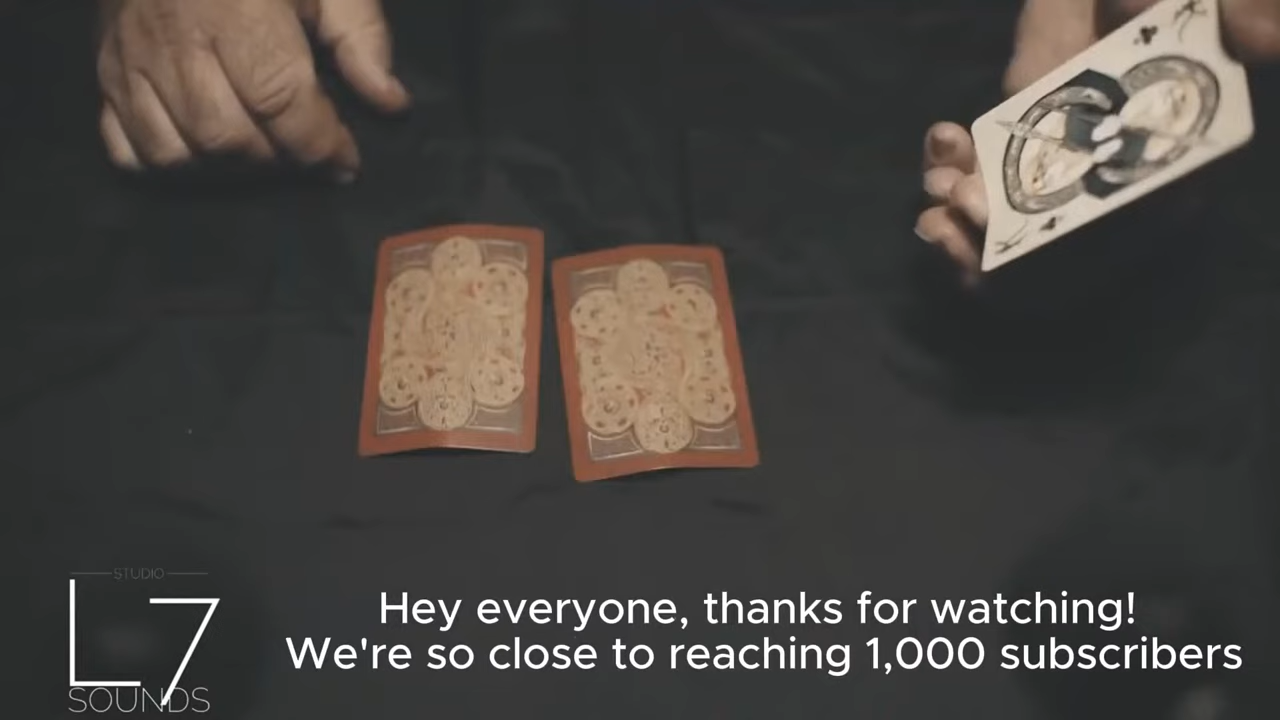 STUDIO
L7
SOUNDS
Hey everyone, thanks for watching!
We're so close to reaching 1,000 subscribers